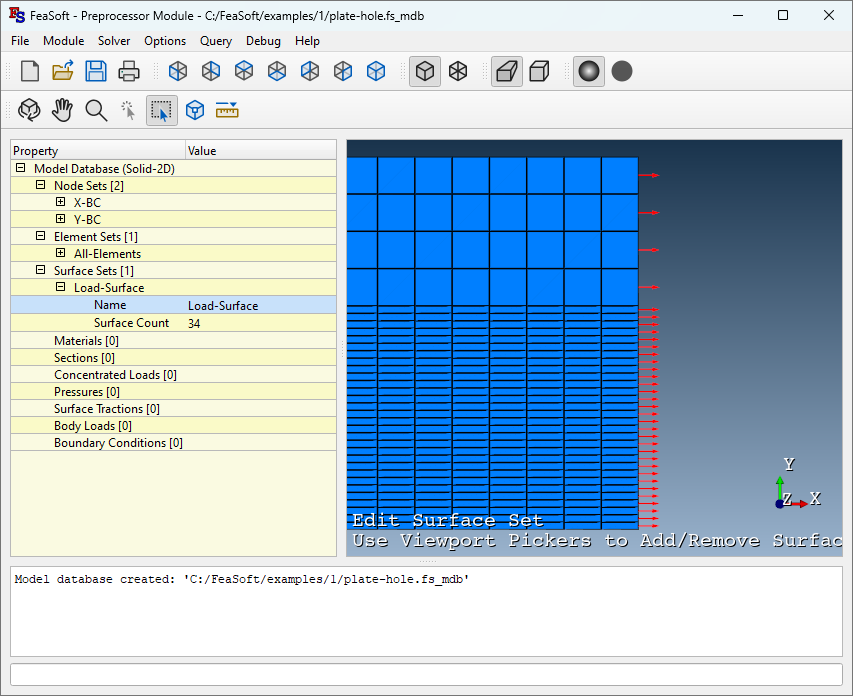 FeaSoft - Preprocessor Module - C:/FeaSoft/examples/1/plate-hole.fs_mdb
File Module Solver Options Query Debug Help
Property Value
Model Database (Solid-2D)
Node Sets [2]
X-BC
Y-BC
Element Sets [1]
All-Elements
Surface Sets [1]
Load-Surface
Name Load-Surface
Surface Count 34
Materials [0]
Sections [0]
Concentrated Loads [0]
Pressures [0]
Surface Tractions [0]
Body Loads [0]
Boundary Conditions [0]
Y
Z X
Edit Surface Set
Use Viewport Pickers to Add/Remove Surfac
Model database created: 'C:/FeaSoft/examples/1/plate-hole.fs_mdb'